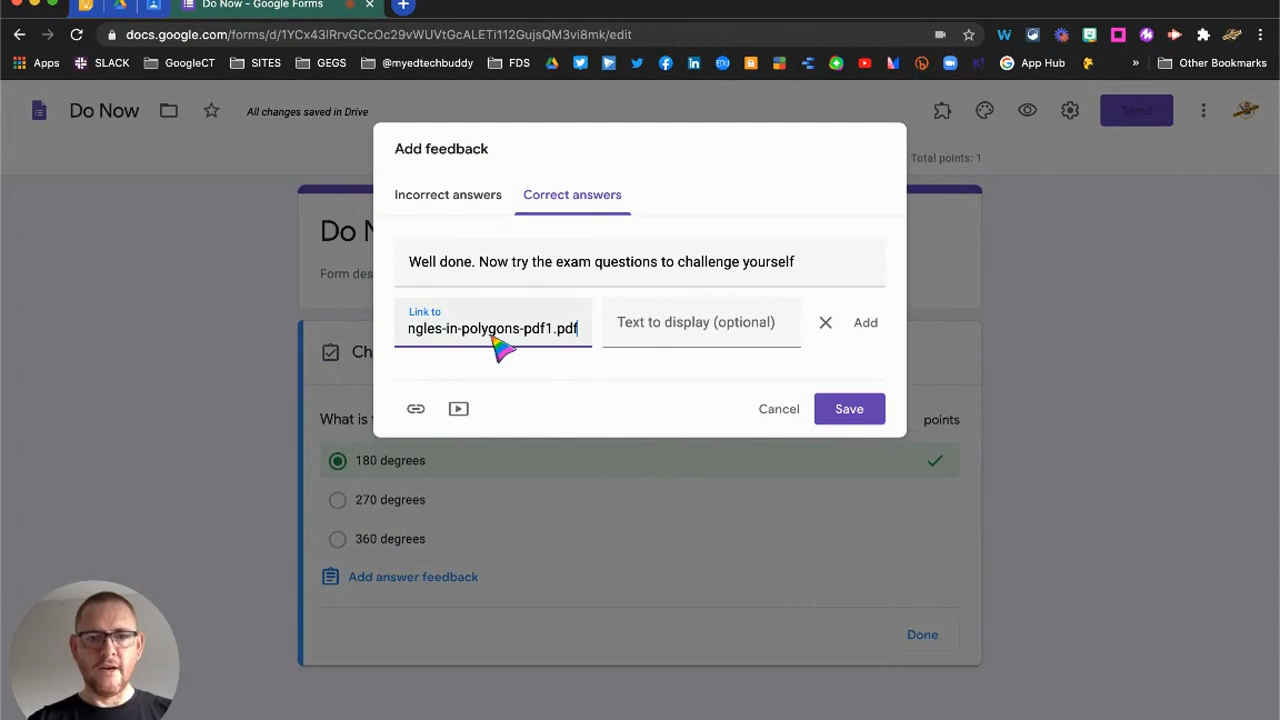 Do Now - Google Forms
docs.google.com/forms/d/1YCx43lRrvGCcOc29vWUVtGcALETi112GujsQM3vi8mk/edit
Apps SLACK GoogleCT SITES GEGS @myedtechbuddy FDS App Hub » Other Bookmarks
Do Now All changes saved in Drive Send
Total points: 1
Add feedback
Incorrect answers Correct answers
Do N
Well done. Now try the exam questions to challenge yourself
Form des
Link to
ngles-in-polygons-pdf1.pdf Text to display (optional) Add
Ch
Cancel Save
What is points
180 degrees
270 degrees
360 degrees
Add answer feedback
Done